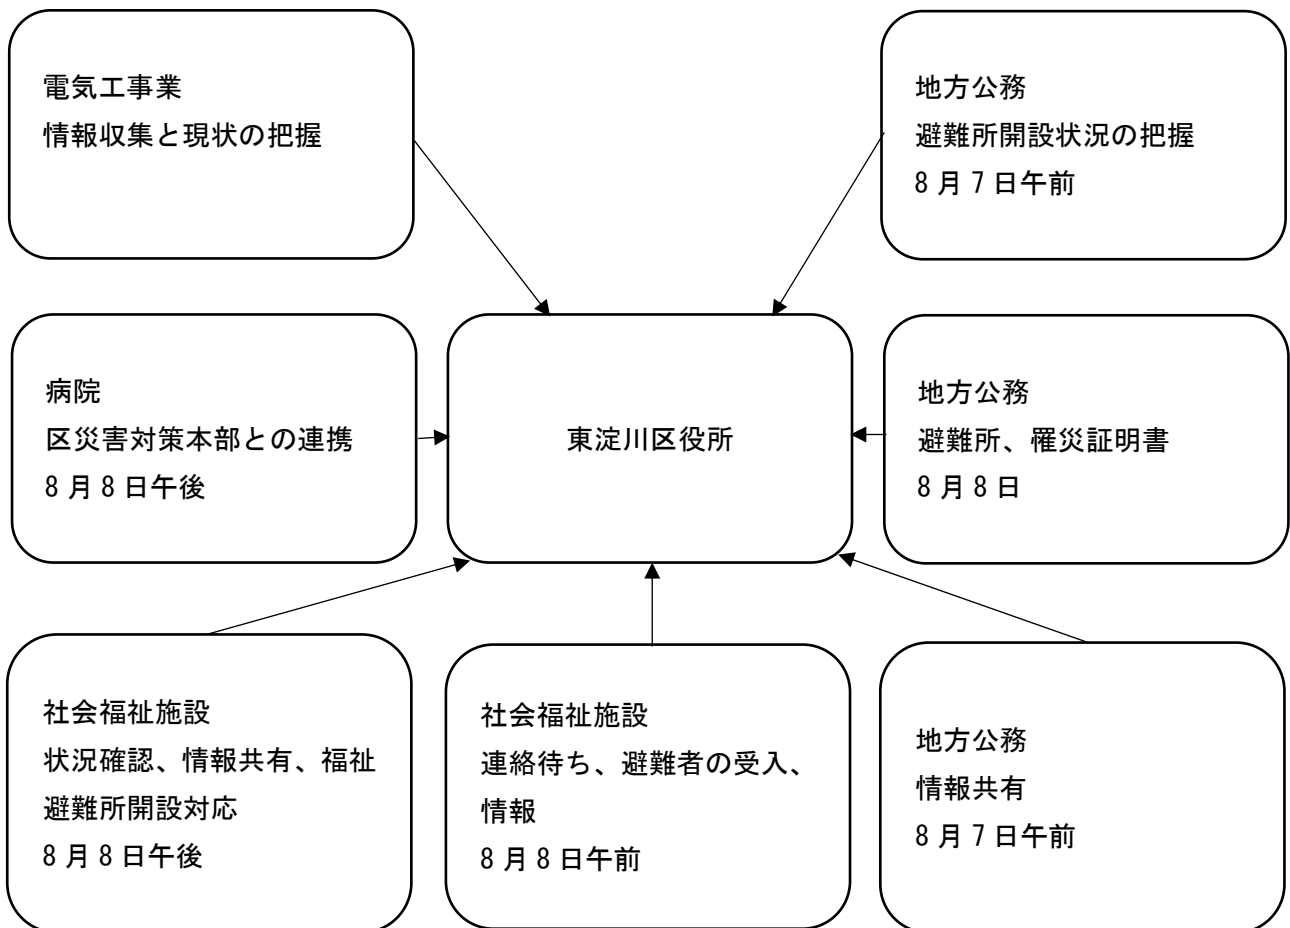 電気工事業
情報収集と現状の把握
地方公務
避難所開設状況の把握
8月7日午前
病院
区災害対策本部との連携
8月8日午後
東淀川区役所
地方公務
避難所、罹災証明書
8月8日
社会福祉施設
状況確認、情報共有、福祉
避難所開設対応
8月8日午後
社会福祉施設
連絡待ち、避難者の受入、
情報
8月8日午前
地方公務
情報共有
8月7日午前